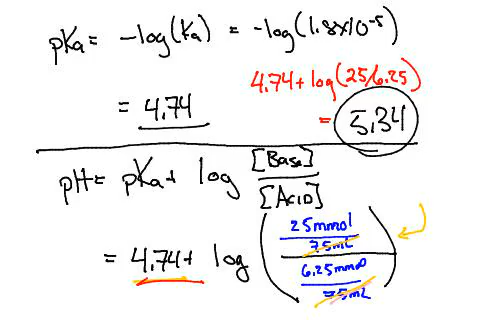 pKa = -log(Ka) = -log(1.8x10^-5)
4.74 + log(25/6.25)
= 4.74
= 5.34
pH = pKa + log [Base]/[ACID]
= 4.74 + log (25mmol/75mL / 6.25mmol/75mL)